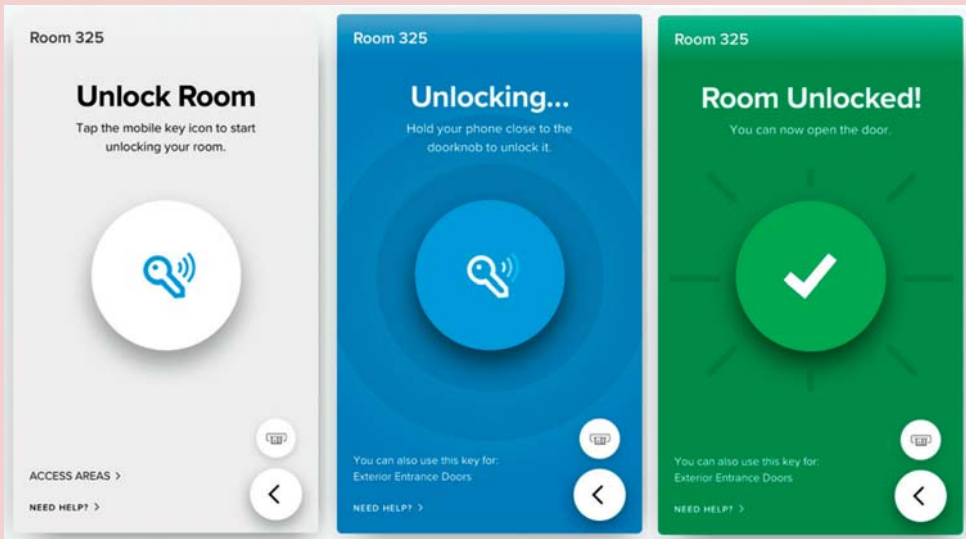 Room 325
Unlock Room
Tap the mobile key icon to start
unlocking your room.
ACCESS AREAS >
NEED HELP? >
Room 325
Unlocking...
Hold your phone close to the
doorknob to unlock it.
You can also use this key for:
Exterior Entrance Doors
NEED HELP? >
Room 325
Room Unlocked!
You can now open the door.
You can also use this key for:
Exterior Entrance Doors
NEED HELP? >